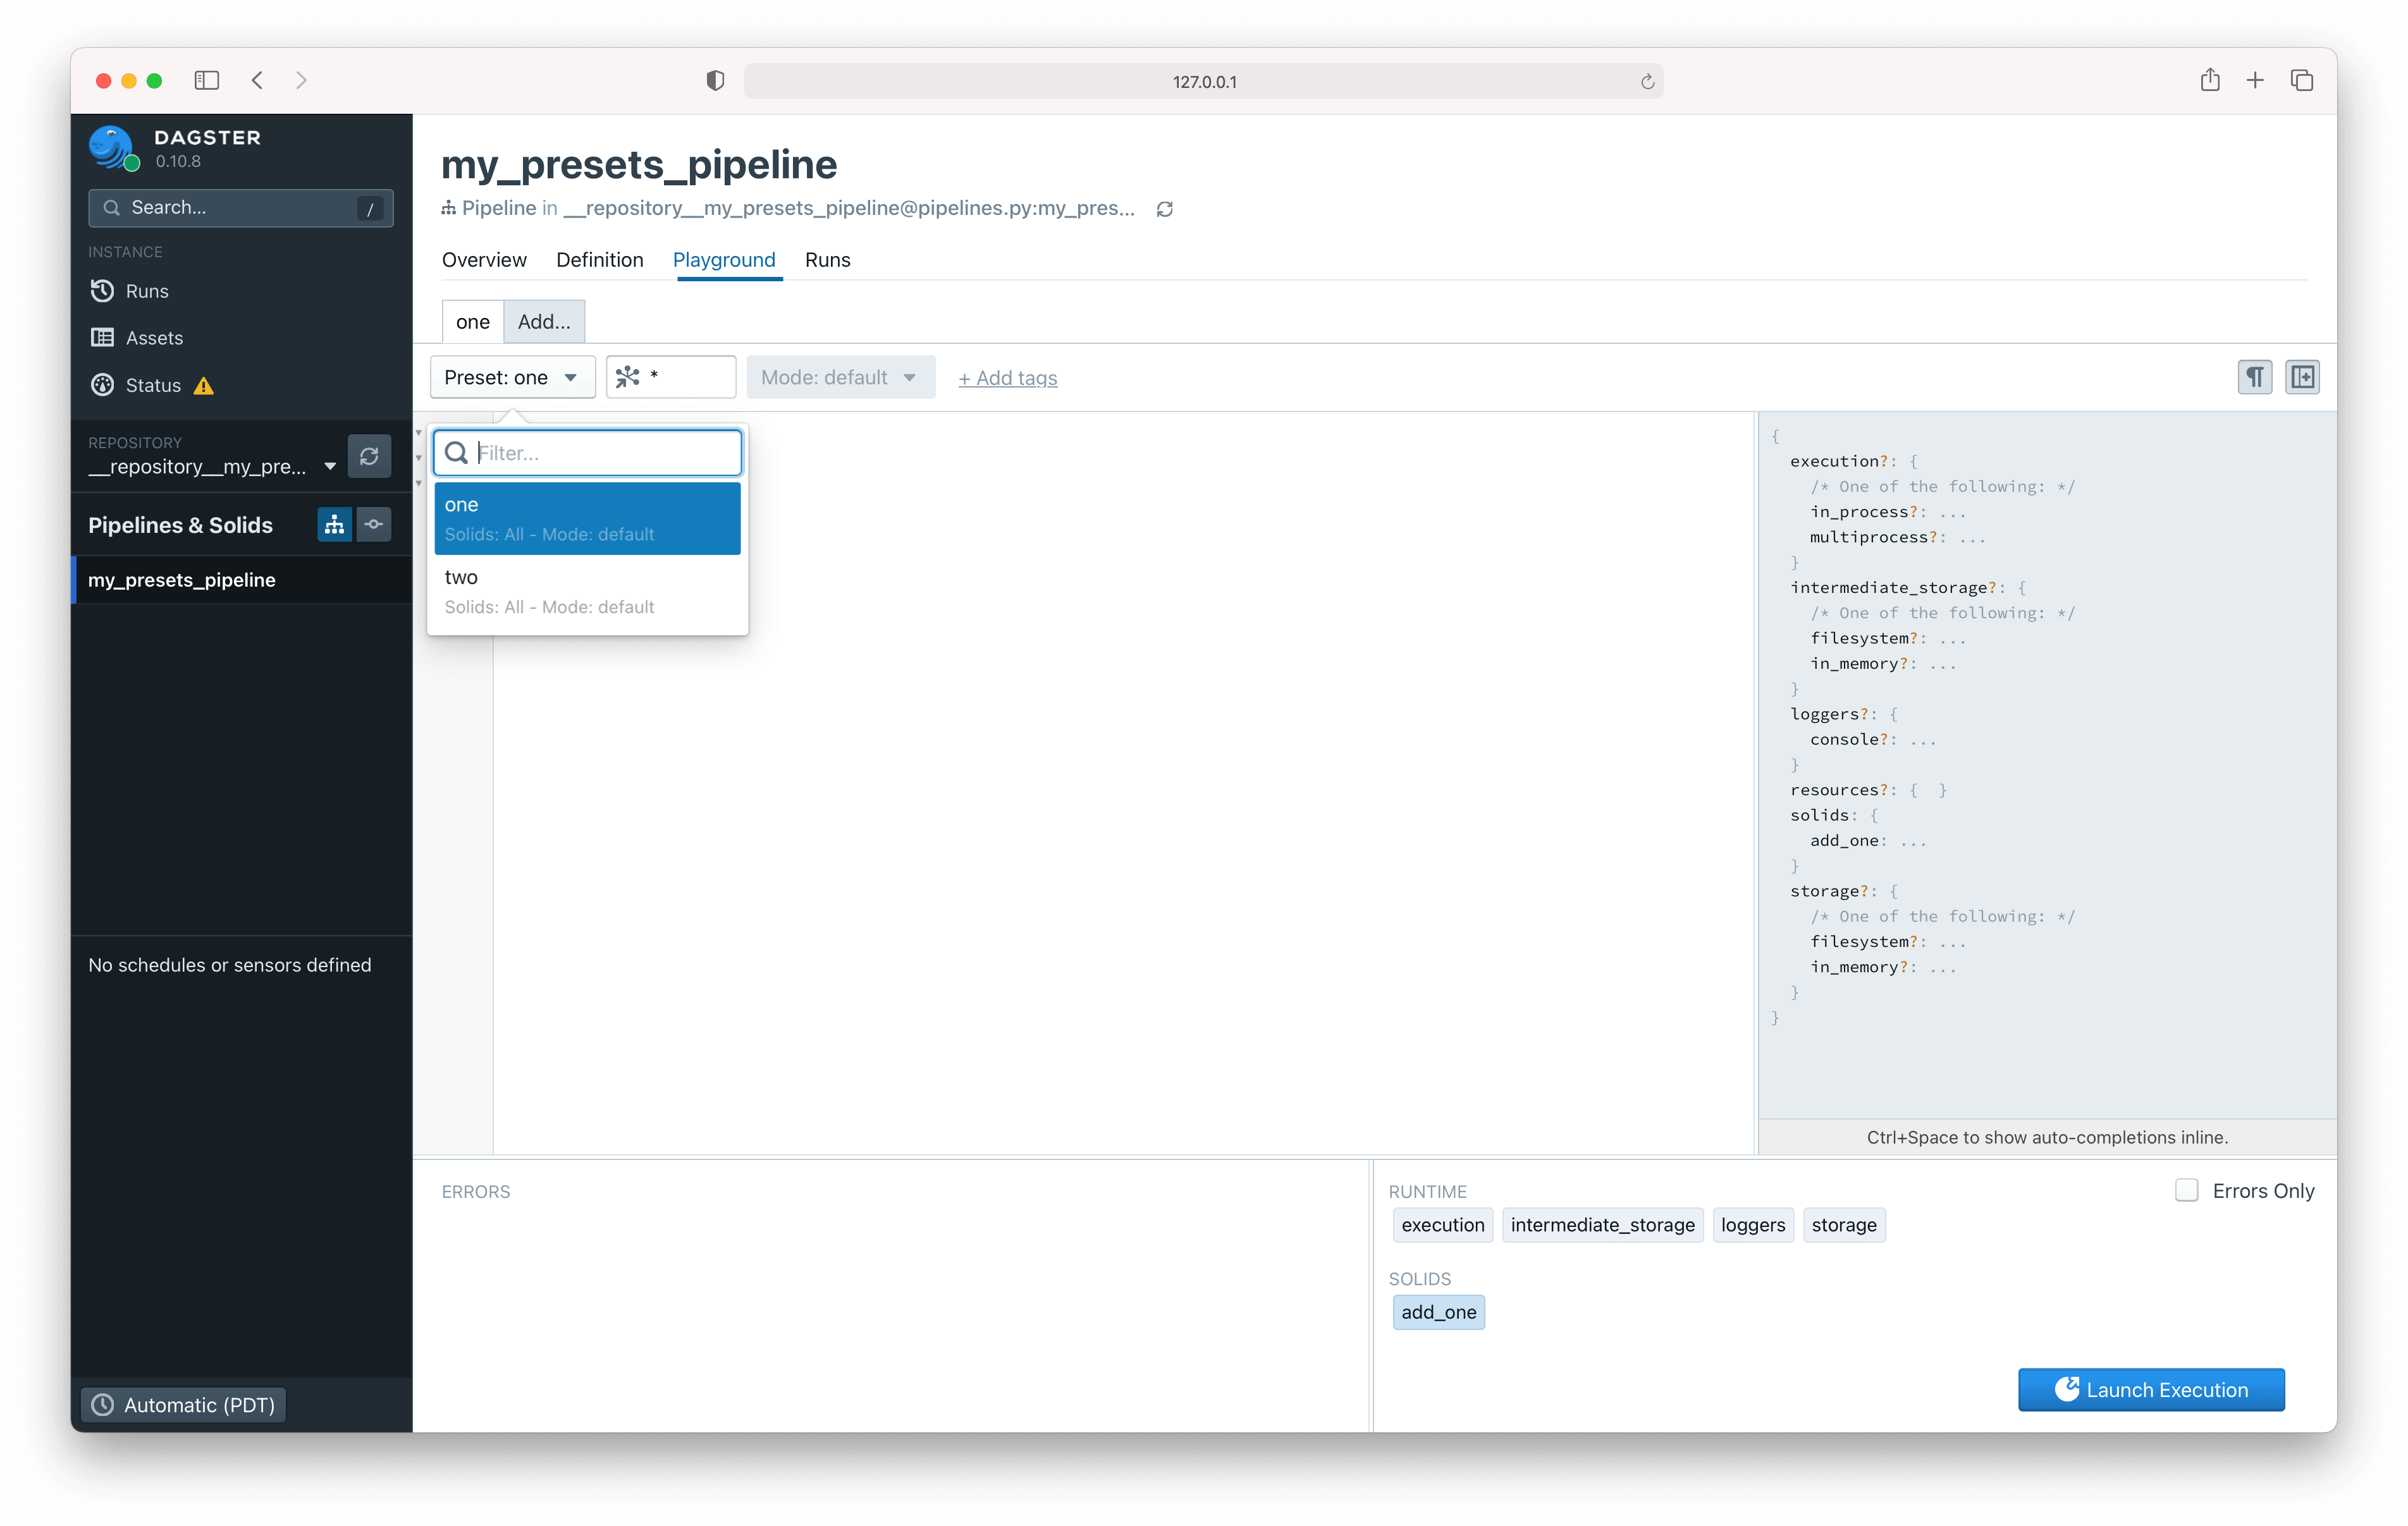 127.0.0.1
DAGSTER
0.10.8
Search... /
INSTANCE
Runs
Assets
Status
REPOSITORY
__repository__my_pre...
Pipelines & Solids
my_presets_pipeline
No schedules or sensors defined
Automatic (PDT)
my_presets_pipeline
Pipeline in __repository__my_presets_pipeline@pipelines.py:my_pres...
Overview Definition Playground Runs
one Add...
Preset: one * Mode: default + Add tags
Filter...
one
Solids: All - Mode: default
two
Solids: All - Mode: default
{
execution?: {
/* One of the following: */
in_process?: ...
multiprocess?: ...
}
intermediate_storage?: {
/* One of the following: */
filesystem?: ...
in_memory?: ...
}
loggers?: {
console?: ...
}
resources?: { }
solids: {
add_one: ...
}
storage?: {
/* One of the following: */
filesystem?: ...
in_memory?: ...
}
}
Ctrl+Space to show auto-completions inline.
ERRORS
RUNTIME
Errors Only
execution intermediate_storage loggers storage
SOLIDS
add_one
Launch Execution